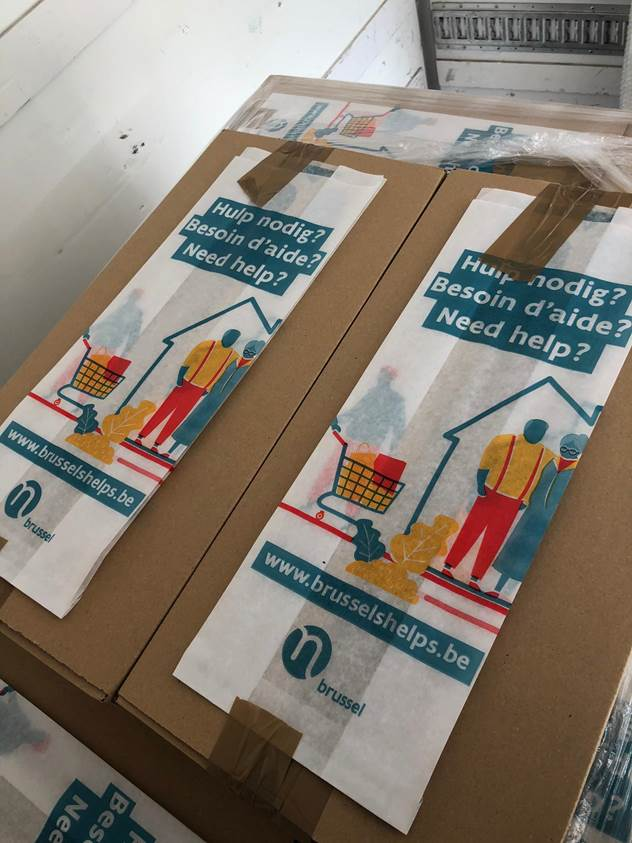 Hulp nodig?
Besoin d'aide?
Need help?
www.brusselshelps.be
n
brussel
Hulp nodig?
Besoin d'aide?
Need help?
www.brusselshelps.be
n
brussel